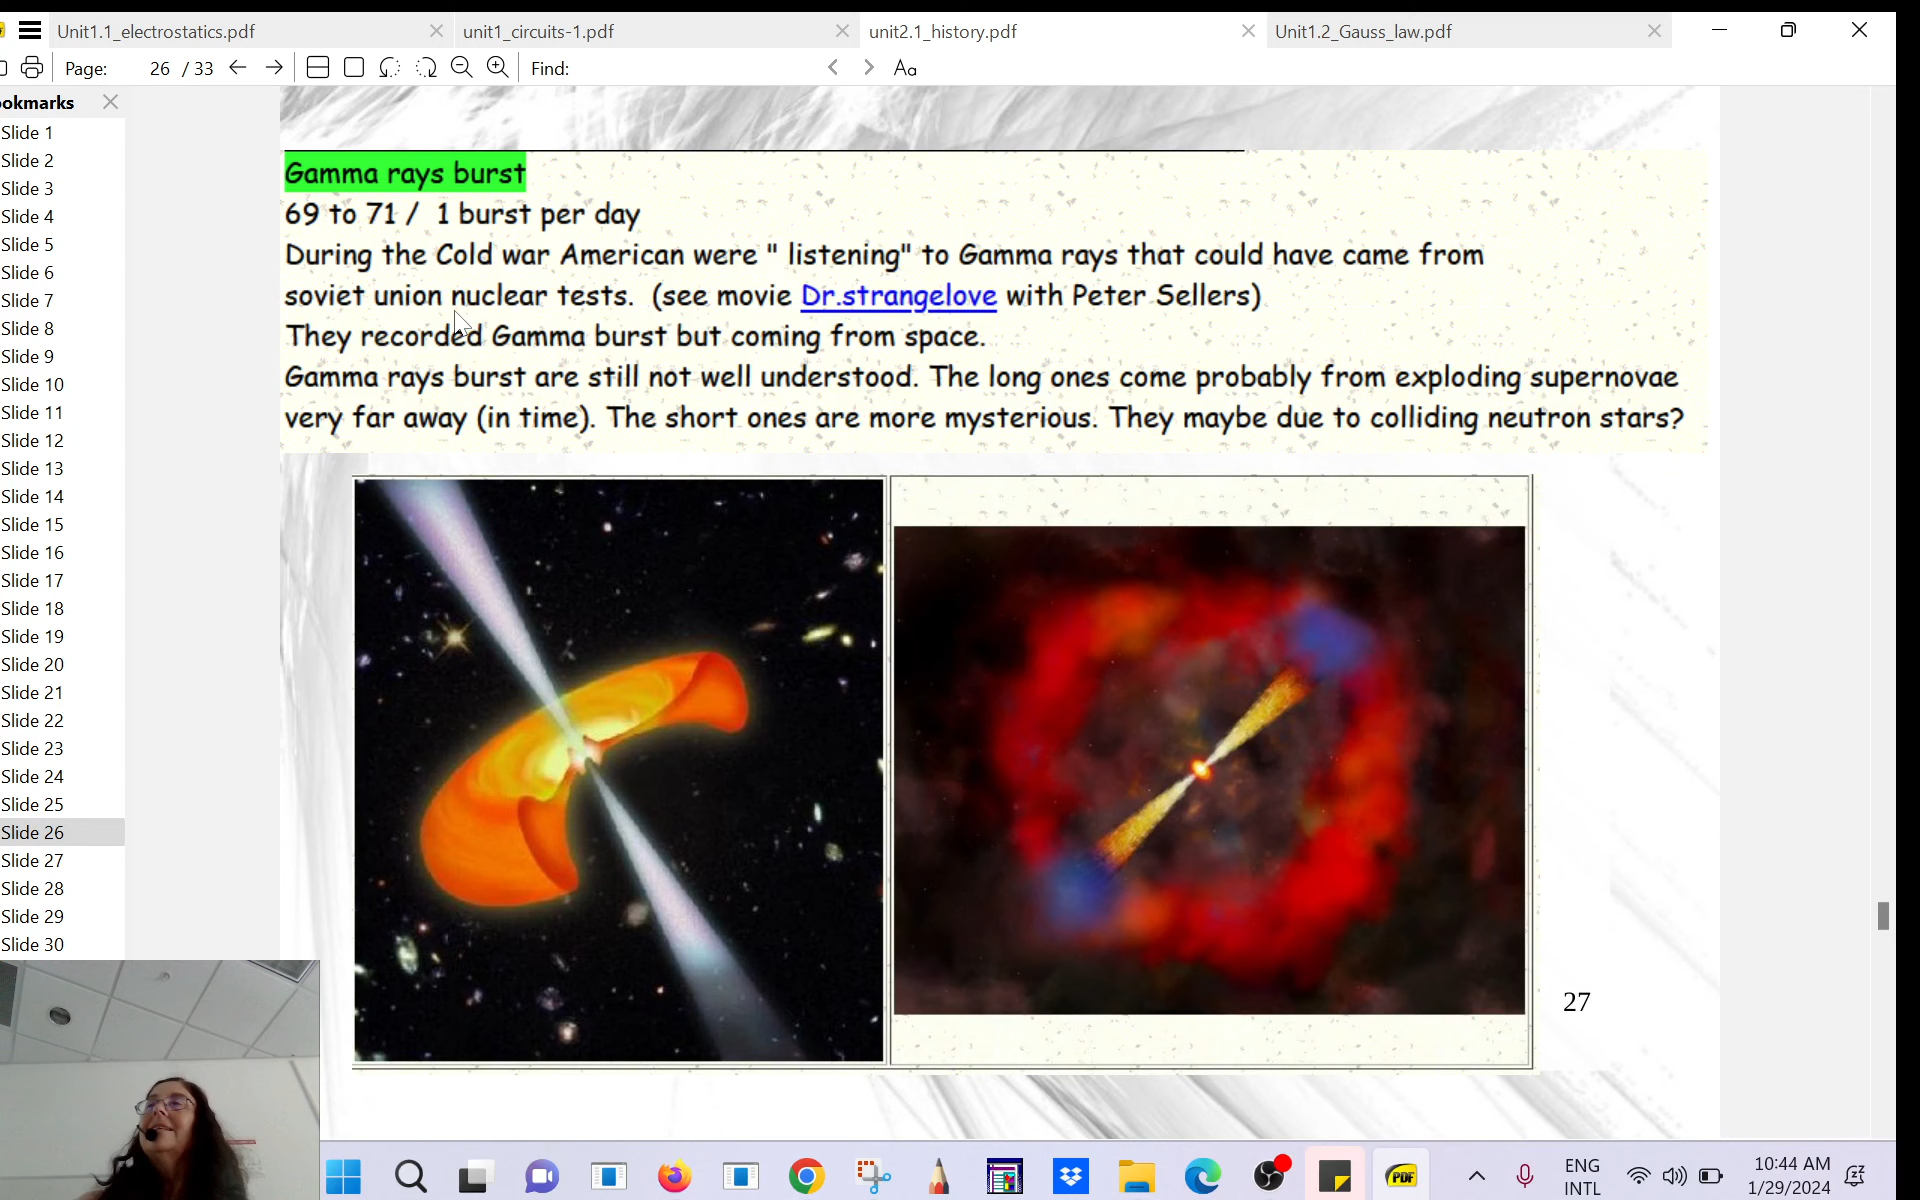 Unit1.1_electrostatics.pdf
unit1_circuits-1.pdf
unit2.1_history.pdf
Unit1.2_Gauss_law.pdf
Page: 26 / 33
Find:
Aa
ookmarks
Slide 1
Slide 2
Slide 3
Slide 4
Slide 5
Slide 6
Slide 7
Slide 8
Slide 9
Slide 10
Slide 11
Slide 12
Slide 13
Slide 14
Slide 15
Slide 16
Slide 17
Slide 18
Slide 19
Slide 20
Slide 21
Slide 22
Slide 23
Slide 24
Slide 25
Slide 26
Slide 27
Slide 28
Slide 29
Slide 30
Gamma rays burst
69 to 71 / 1 burst per day
During the Cold war American were " listening" to Gamma rays that could have came from
soviet union nuclear tests. (see movie Dr.strangelove with Peter Sellers)
They recorded Gamma burst but coming from space.
Gamma rays burst are still not well understood. The long ones come probably from exploding supernovae
very far away (in time). The short ones are more mysterious. They maybe due to colliding neutron stars?
27
PDF
ENG
INTL
10:44 AM
1/29/2024